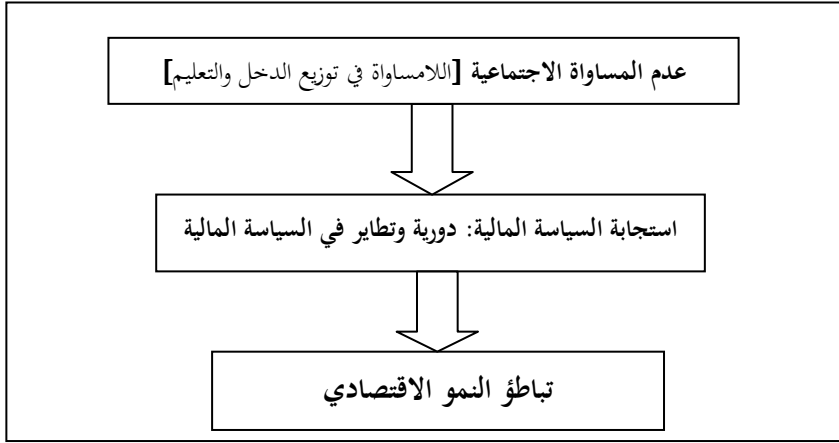 عدم المساواة الاجتماعية [اللامساواة في توزيع الدخل والتعليم]
استجابة السياسة المالية: دورية وتطاير في السياسة المالية
تباطؤ النمو الاقتصادي